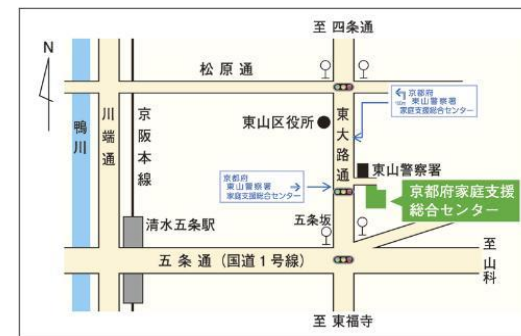 至 四条通
N
松原通
京都府
東山警察署
家庭支援総合センター
鴨川
川端通
京阪本線
東山区役所
東大路通
東山警察署
京都府
東山警察署
家庭支援総合センター
京都府家庭支援
総合センター
清水五条駅
五条坂
五条通（国道1号線）
至 山科
至 東福寺